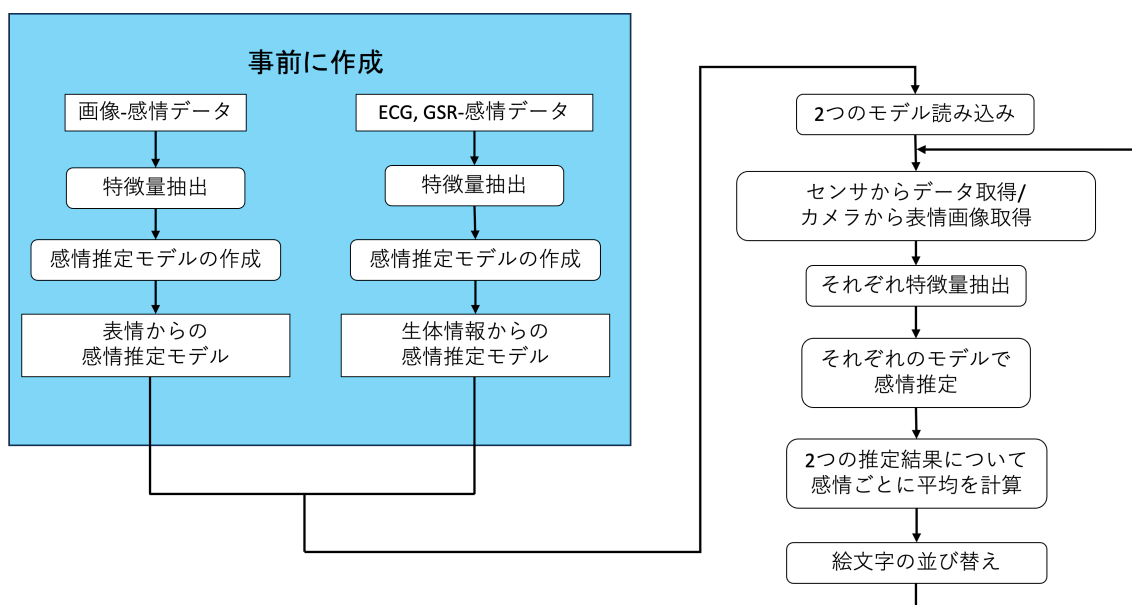 事前に作成
画像-感情データ
特徴量抽出
感情推定モデルの作成
表情からの
感情推定モデル
ECG, GSR-感情データ
特徴量抽出
感情推定モデルの作成
生体情報からの
感情推定モデル
2つのモデル読み込み
センサからデータ取得/
カメラから表情画像取得
それぞれ特徴量抽出
それぞれのモデルで
感情推定
2つの推定結果について
感情ごとに平均を計算
絵文字の並び替え